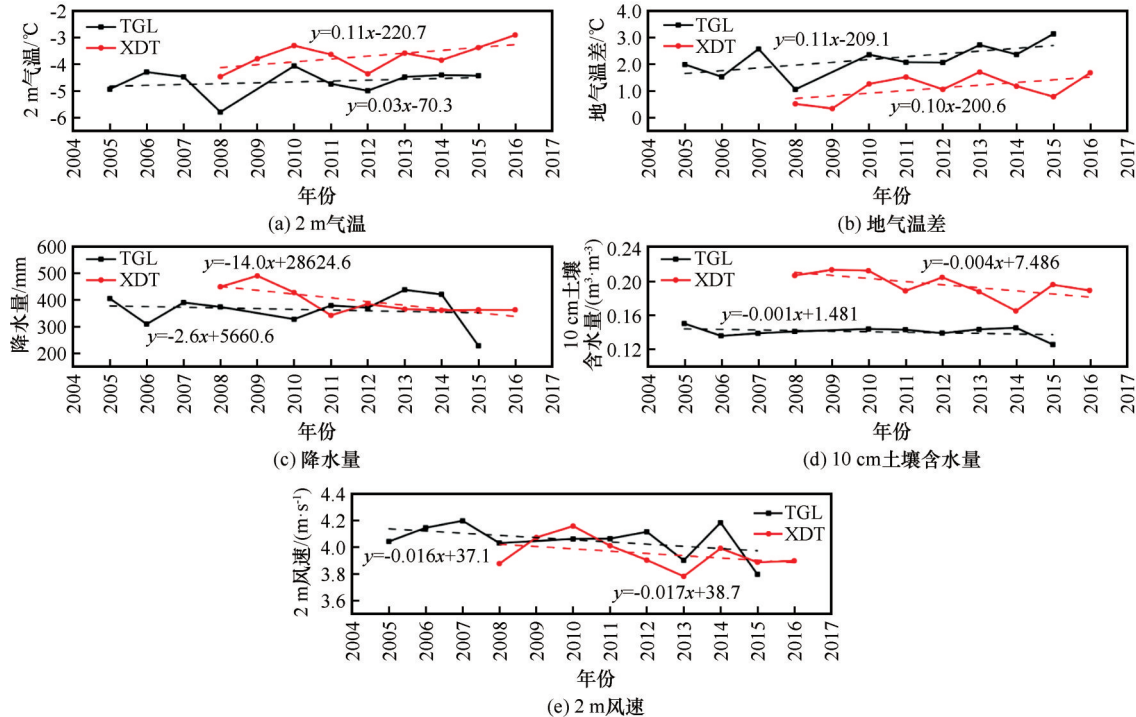 2 m气温/℃
-2
-3
-4
-5
-6
TGL
XDT
y=0.11x-220.7
y=0.03x-70.3
2004
2005
2006
2007
2008
2009
2010
2011
2012
2013
2014
2015
2016
2017
年份
(a) 2 m气温
地气温差/℃
4.0
3.0
2.0
1.0
0
TGL
XDT
y=0.11x-209.1
y=0.10x-200.6
2004
2005
2006
2007
2008
2009
2010
2011
2012
2013
2014
2015
2016
2017
年份
(b) 地气温差
降水量/mm
600
500
400
300
200
TGL
XDT
y=-14.0x+28624.6
y=-2.6x+5660.6
2004
2005
2006
2007
2008
2009
2010
2011
2012
2013
2014
2015
2016
2017
年份
(c) 降水量
10 cm土壤
含水量/(m³·m⁻³)
0.24
0.20
0.16
0.12
TGL
XDT
y=-0.004x+7.486
y=-0.001x+1.481
2004
2005
2006
2007
2008
2009
2010
2011
2012
2013
2014
2015
2016
2017
年份
(d) 10 cm土壤含水量
2 m风速/(m·s⁻¹)
4.4
4.2
4.0
3.8
3.6
TGL
XDT
y=-0.016x+37.1
y=-0.017x+38.7
2004
2005
2006
2007
2008
2009
2010
2011
2012
2013
2014
2015
2016
2017
年份
(e) 2 m风速